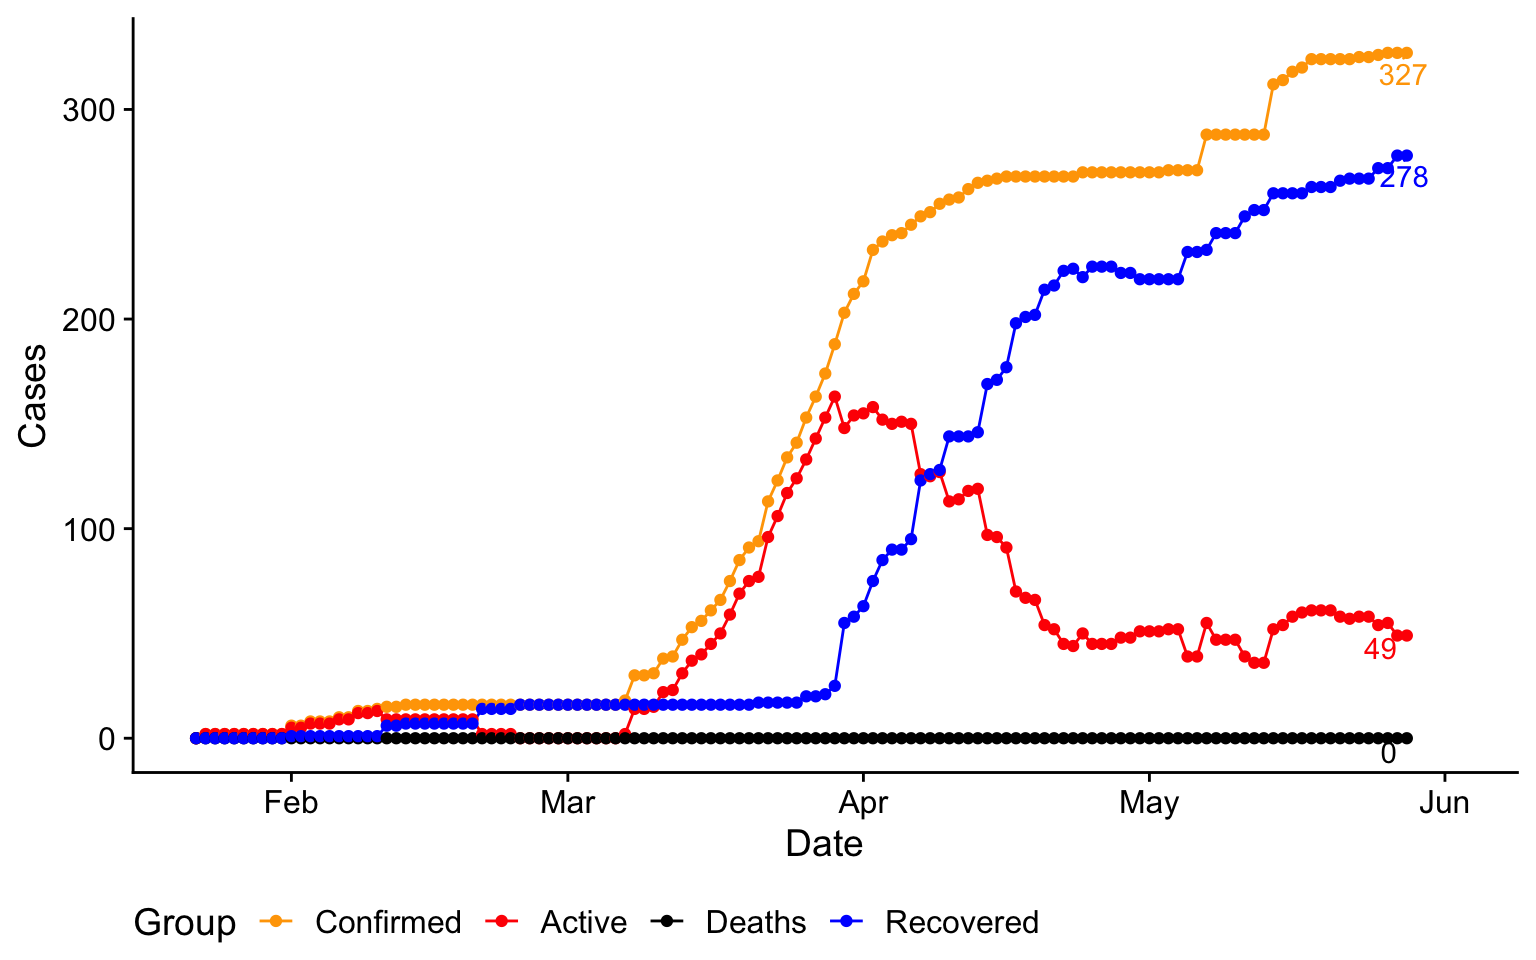 327
300
278
200
Cases
100
49
0
0
Feb Mar Apr May Jun
Date
Group Confirmed Active Deaths Recovered